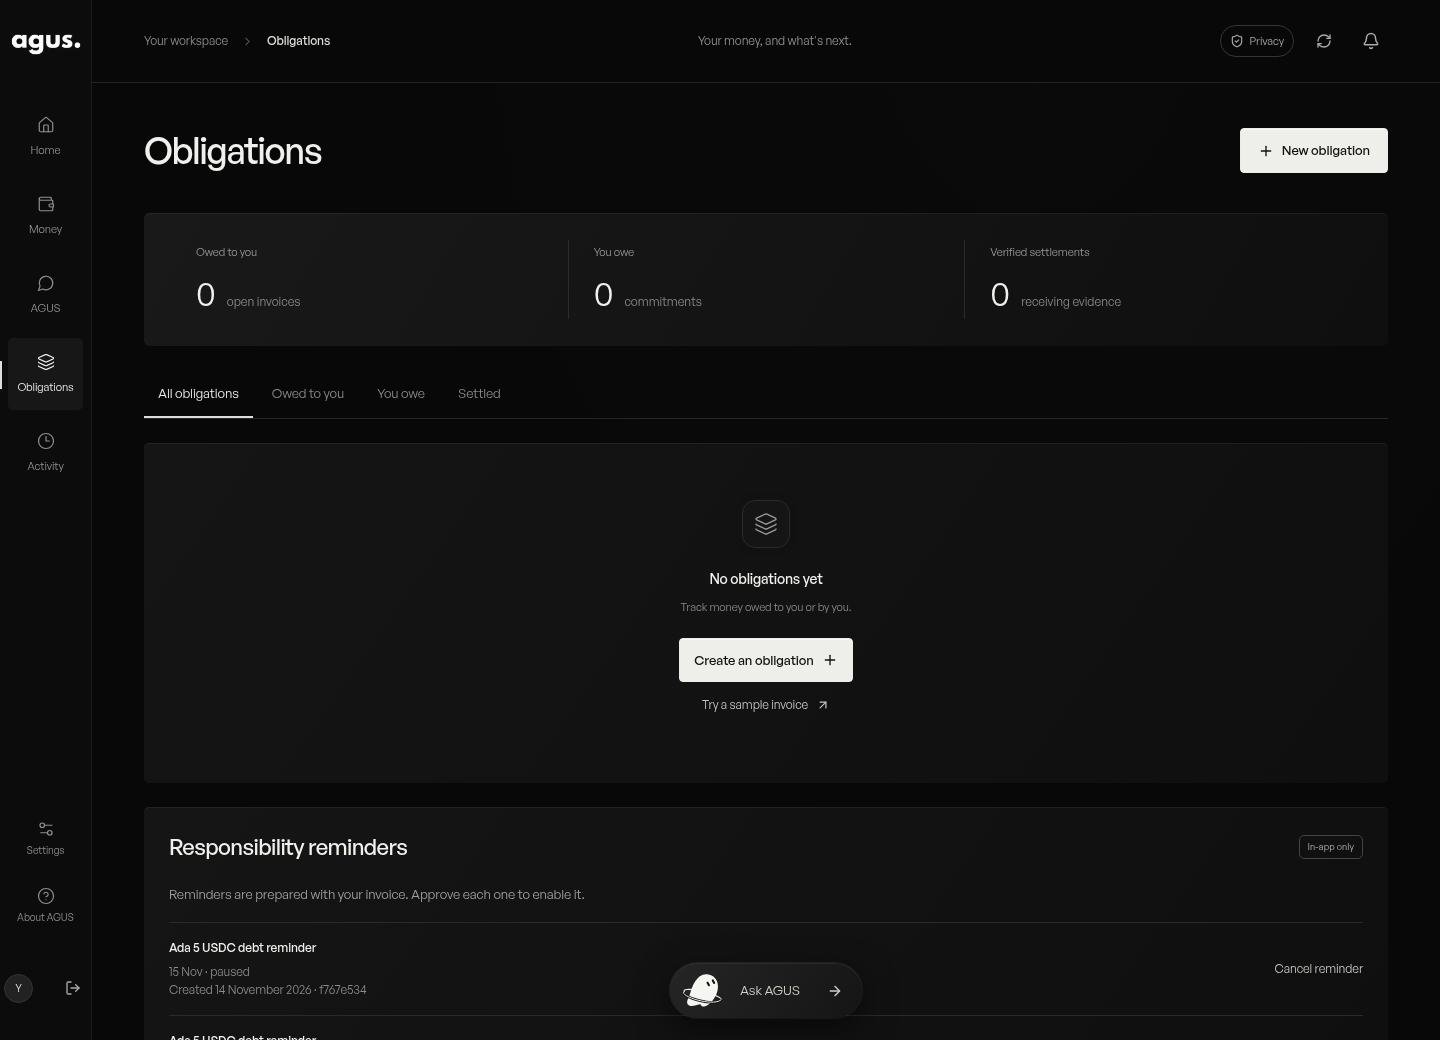 agus.
Your workspace
Obligations
Your money, and what's next.
Privacy
Home
Money
AGUS
Obligations
Activity
Settings
About AGUS
Y
Obligations
New obligation
Owed to you
0 open invoices
You owe
0 commitments
Verified settlements
0 receiving evidence
All obligations
Owed to you
You owe
Settled
No obligations yet
Track money owed to you or by you.
Create an obligation
Try a sample invoice
Responsibility reminders
In-app only
Reminders are prepared with your invoice. Approve each one to enable it.
Ada 5 USDC debt reminder
15 Nov · paused
Created 14 November 2026 · f767e534
Cancel reminder
Ask AGUS
Ada 5 USDC debt reminder